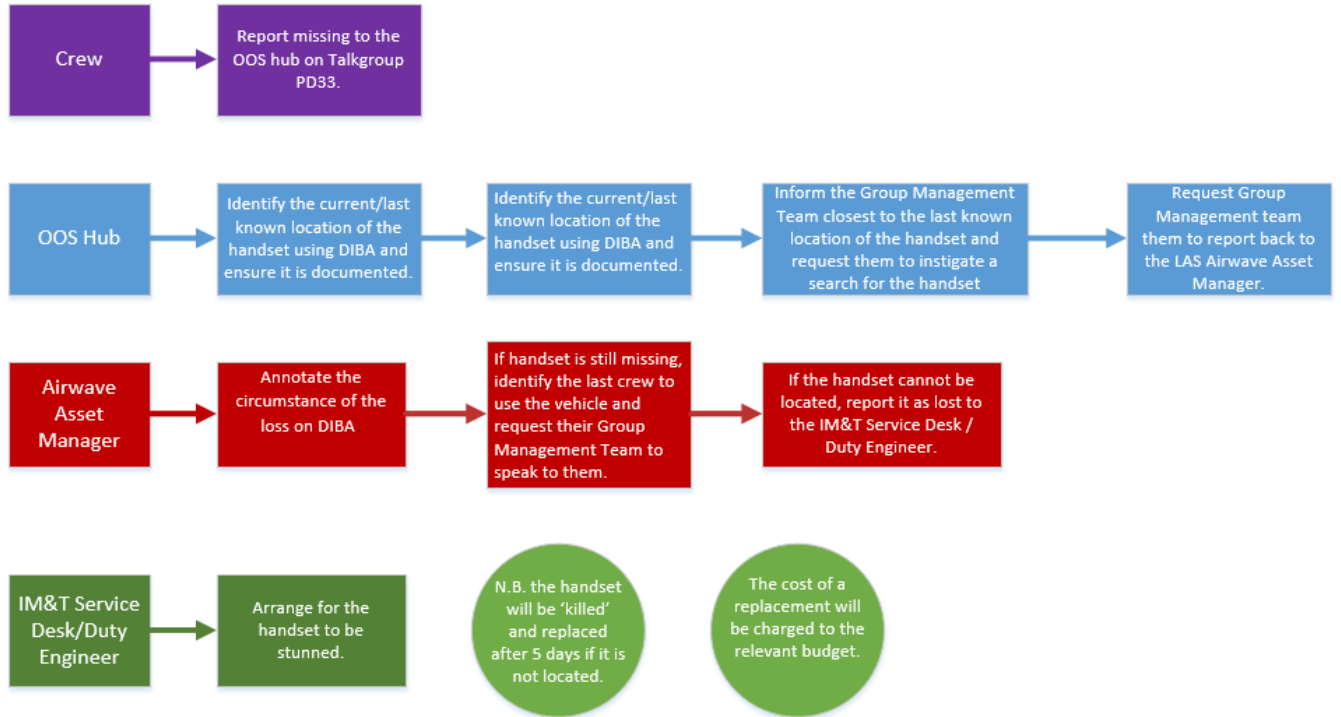 Crew
Report missing to the
OOS hub on Talkgroup
PD33.
OOS Hub
Identify the current/last
known location of the
handset using DIBA and
ensure it is documented.
Identify the current/last
known location of the
handset using DIBA and
ensure it is documented.
Inform the Group Management
Team closest to the last known
location of the handset and
request them to instigate a
search for the handset
Request Group
Management team
them to report back to
the LAS Airwave Asset
Manager.
Airwave
Asset
Manager
Annotate the
circumstance of the
loss on DIBA
If handset is still missing,
identify the last crew to
use the vehicle and
request their Group
Management Team to
speak to them.
If the handset cannot be
located, report it as lost to
the IM&T Service Desk /
Duty Engineer.
IM&T Service
Desk/Duty
Engineer
Arrange for the
handset to be
stunned.
N.B. the handset
will be ‘killed’
and replaced
after 5 days if it is
not located.
The cost of a
replacement will
be charged to the
relevant budget.